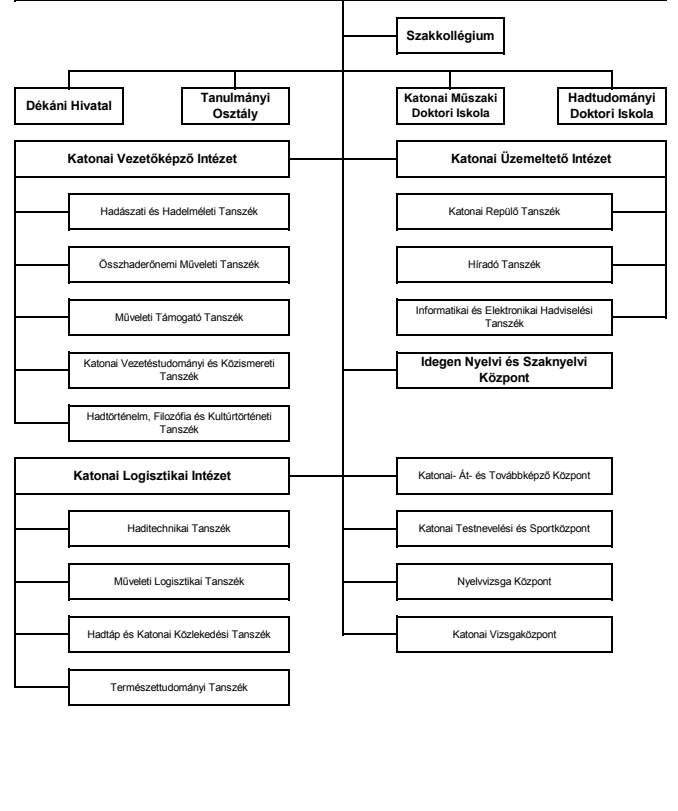 Szakkollégium
Dékáni Hivatal
Tanulmányi
Osztály
Katonai Műszaki
Doktori Iskola
Hadtudományi
Doktori Iskola
Katonai Vezetőképző Intézet
Hadászati és Hadelméleti Tanszék
Összhaderőnemi Műveleti Tanszék
Műveleti Támogató Tanszék
Katonai Vezetéstudományi és Közismereti
Tanszék
Hadtörténelm, Filozófia és Kultúrtörténeti
Tanszék
Katonai Üzemeltető Intézet
Katonai Repülő Tanszék
Híradó Tanszék
Informatikai és Elektronikai Hadviselési
Tanszék
Idegen Nyelvi és Szaknyelvi
Központ
Katonai Logisztikai Intézet
Haditechnikai Tanszék
Műveleti Logisztikai Tanszék
Hadtáp és Katonai Közlekedési Tanszék
Természettudományi Tanszék
Katonai- Át- és Továbbképző Központ
Katonai Testnevelési és Sportközpont
Nyelvvizsga Központ
Katonai Vizsgaközpont